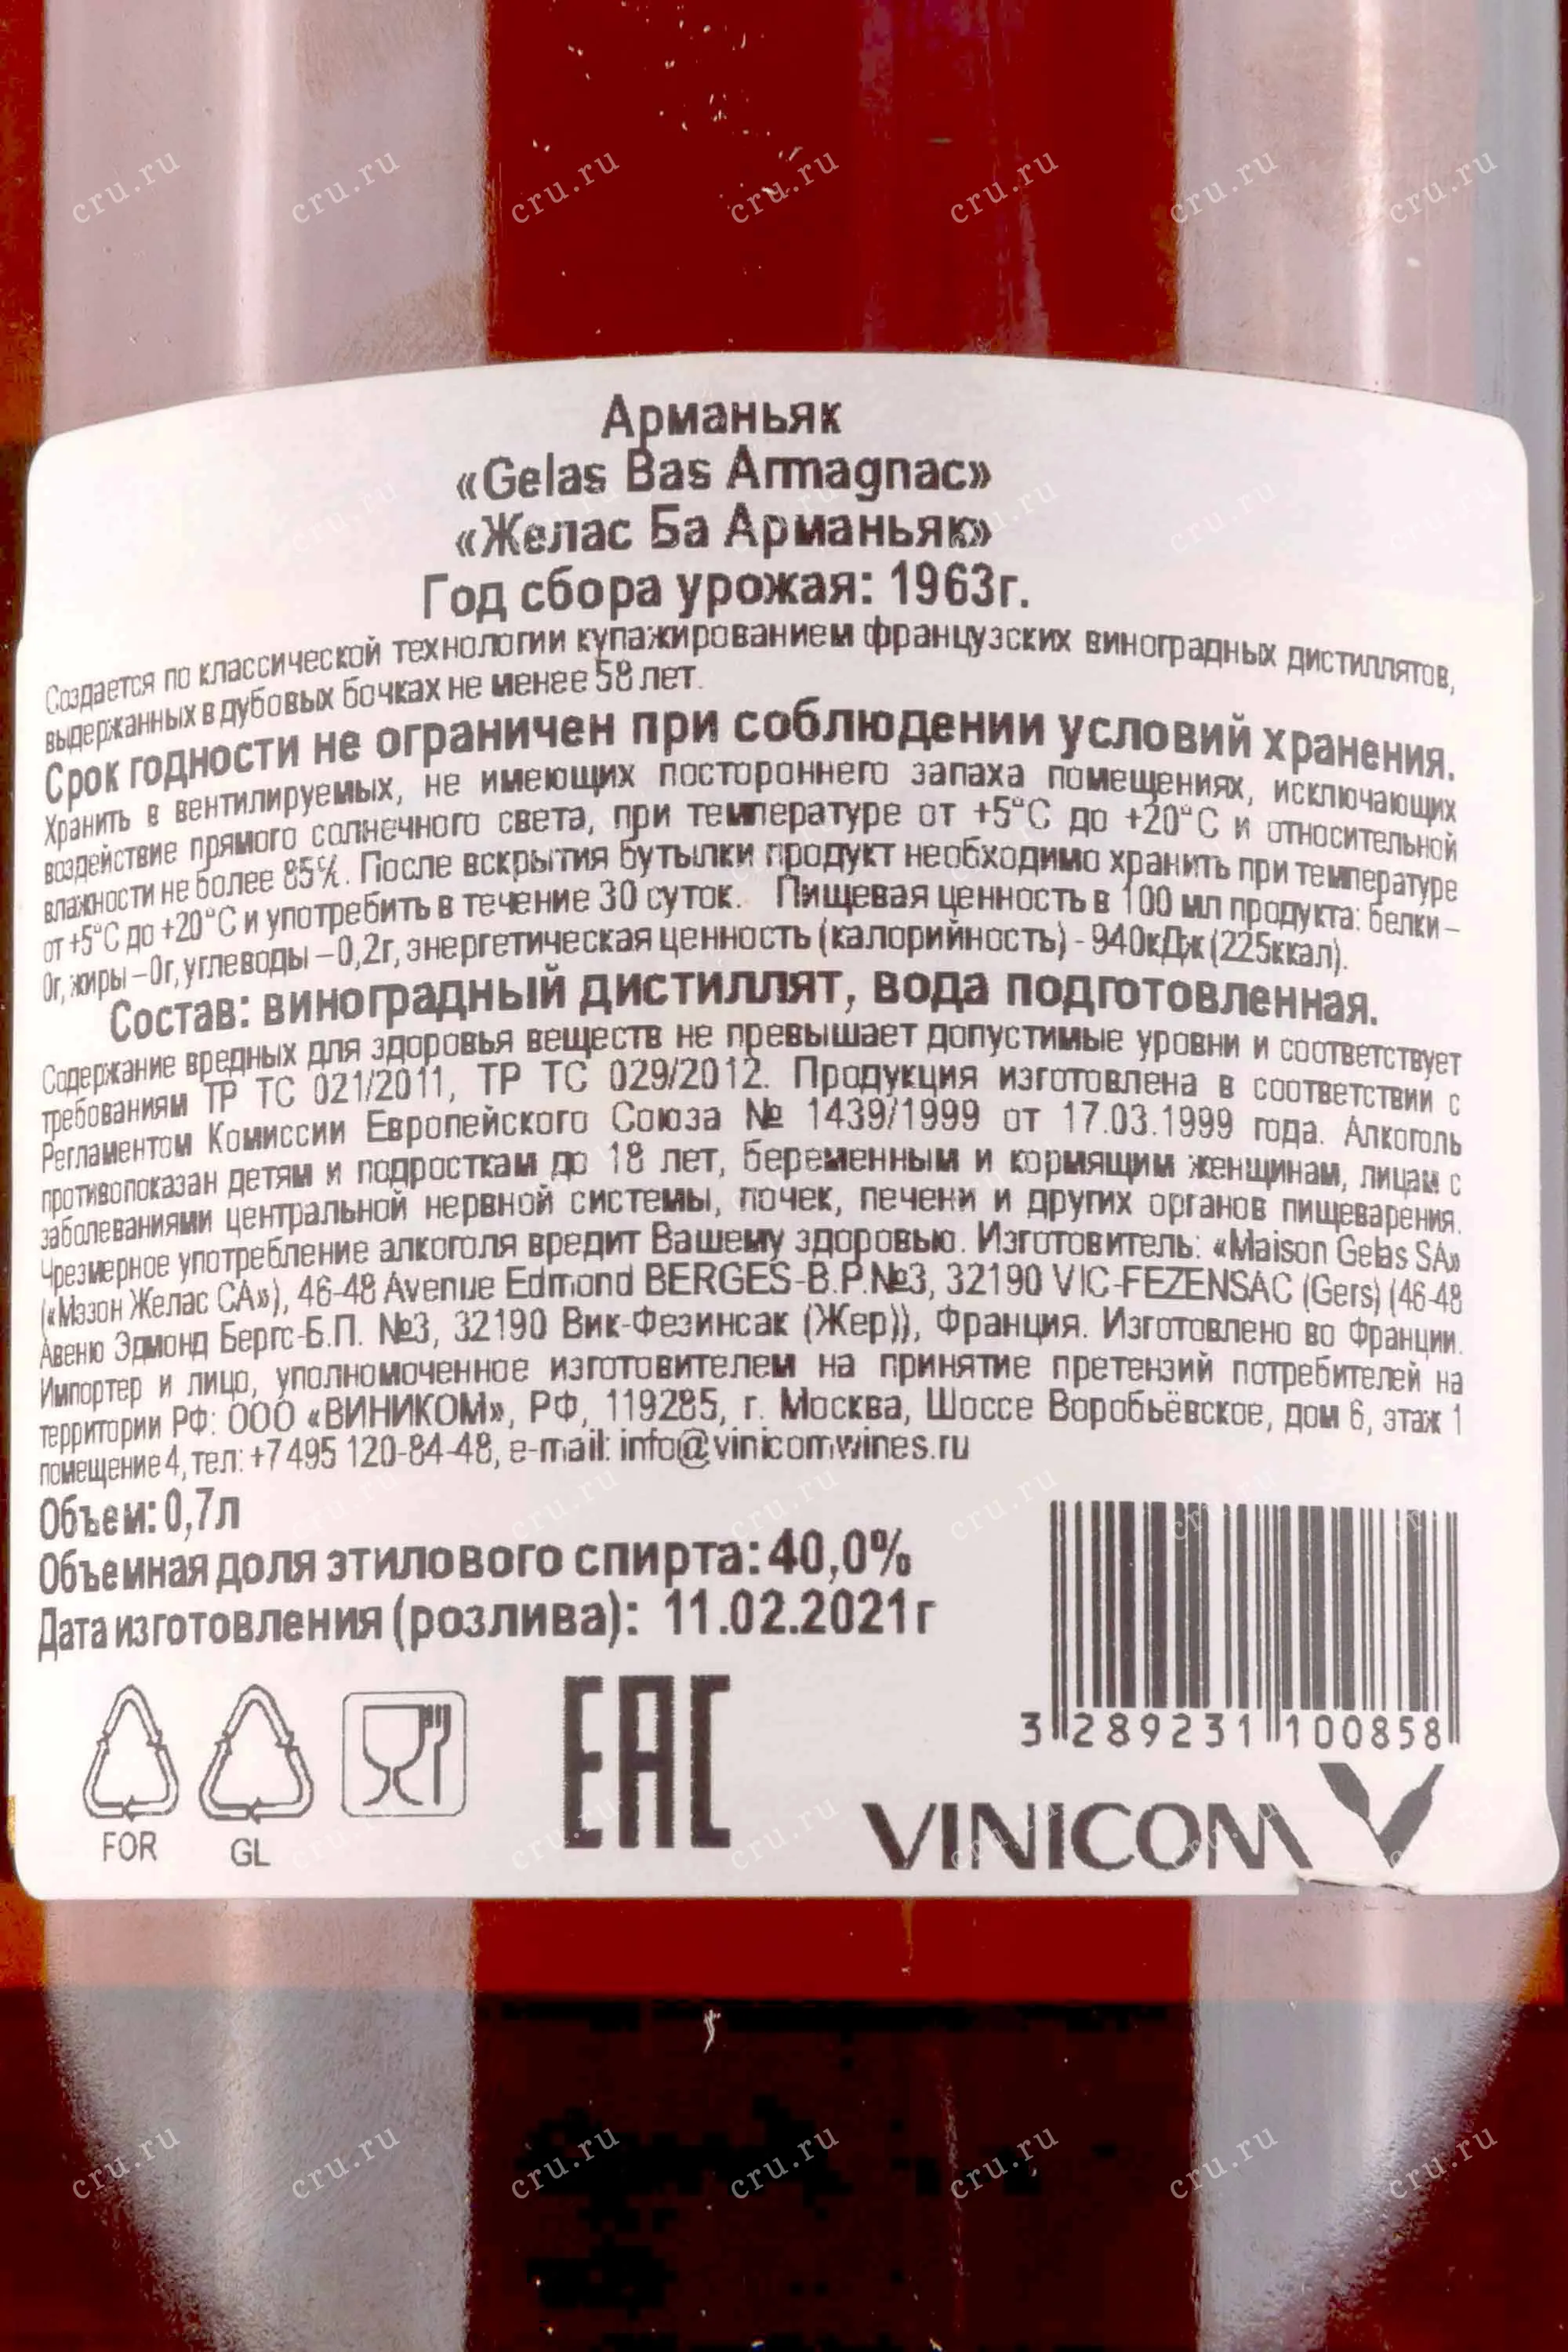 Арманьяк
«Gelas Bas Armagnac»
«Желас Ба Арманьяк»
Год сбора урожая: 1963г.
Создается по классической технологии купажированием французских виноградных дистиллятов,
выдержанных в дубовых бочках не менее 58 лет.
Срок годности не ограничен при соблюдении условий хранения.
Хранить в вентилируемых, не имеющих постороннего запаха помещениях, исключающих
воздействие прямого солнечного света, при температуре от +5°С до +20°С и относительной
влажности не более 85%. После вскрытия бутылки продукт необходимо хранить при температуре
от +5°С до +20°С и употребить в течение 30 суток. Пищевая ценность в 100 мл продукта: белки –
0г, жиры – 0г, углеводы – 0,2г, энергетическая ценность (калорийность) - 940кДж (225ккал).
Состав: виноградный дистиллят, вода подготовленная.
Содержание вредных для здоровья веществ не превышает допустимые уровни и соответствует
требованиям ТР ТС 021/2011, ТР ТС 029/2012. Продукция изготовлена в соответствии с
Регламентом Комиссии Европейского Союза № 1439/1999 от 17.03.1999 года. Алкоголь
противопоказан детям и подросткам до 18 лет, беременным и кормящим женщинам, лицам с
заболеваниями центральной нервной системы, почек, печени и других органов пищеварения.
Чрезмерное употребление алкоголя вредит Вашему здоровью. Изготовитель: «Maison Gelas SA»
(«Мэзон Желас СА»), 46-48 Avenue Edmond BERGES-B.P.№3, 32190 VIC-FEZENSAC (Gers) (46-48
Авеню Эдмонд Бергс-Б.П. №3, 32190 Вик-Фезинсак (Жер)), Франция. Изготовлено во Франции.
Импортер и лицо, уполномоченное изготовителем на принятие претензий потребителей на
территории РФ: ООО «ВИНИКОМ», РФ, 119285, г. Москва, Шоссе Воробьёвское, дом 6, этаж 1
помещение 4, тел: +7 495 120-84-48, e-mail: info@vinicomwines.ru
Объем: 0,7л
Объемная доля этилового спирта: 40,0%
Дата изготовления (розлива): 11.02.2021г
3 289231 100858
FOR
GL
EAC
VINICOM
cru.ru